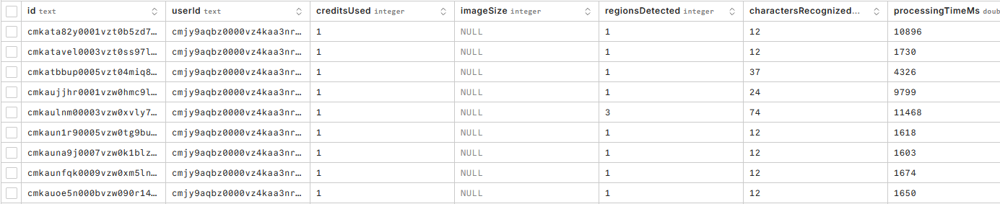 id text userId text creditsUsed integer imageSize integer regionsDetected integer charactersRecognized... processingTimeMs doub
cmkata82y0001vzt0b5zd7… cmjy9aqbz0000vz4kaa3nr… 1 NULL 1 12 10896
cmkatavel0003vzt0ss97l… cmjy9aqbz0000vz4kaa3nr… 1 NULL 1 12 1730
cmkatbbup0005vzt04miq8… cmjy9aqbz0000vz4kaa3nr… 1 NULL 1 37 4326
cmkaujjhr0001vzw0hmc9l… cmjy9aqbz0000vz4kaa3nr… 1 NULL 1 24 9799
cmkaulnm00003vzw0xvly7… cmjy9aqbz0000vz4kaa3nr… 1 NULL 3 74 11468
cmkaun1r90005vzw0tg9bu… cmjy9aqbz0000vz4kaa3nr… 1 NULL 1 12 1618
cmkauna9j0007vzw0k1blz… cmjy9aqbz0000vz4kaa3nr… 1 NULL 1 12 1603
cmkaunfqk0009vzw0xm5ln… cmjy9aqbz0000vz4kaa3nr… 1 NULL 1 12 1674
cmkauoe5n000bvzw090r14… cmjy9aqbz0000vz4kaa3nr… 1 NULL 1 12 1650